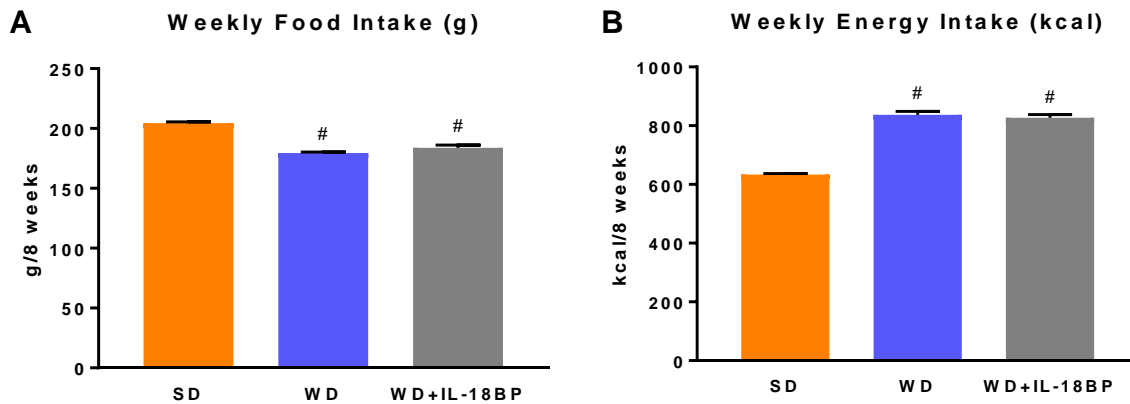 A
Weekly Food Intake (g)
g/8 weeks
250
200
150
100
50
0
#
#
SD
WD
WD+IL-18BP
B
Weekly Energy Intake (kcal)
kcal/8 weeks
1000
800
600
400
200
0
#
#
SD
WD
WD+IL-18BP